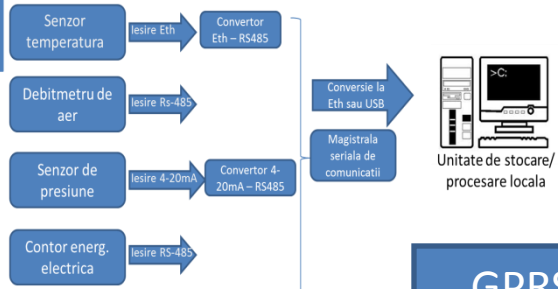 Senzor
temperatura
Iesire Eth
Convertor
Eth – RS485
Debitmetru de
aer
Iesire Rs-485
Conversie la
Eth sau USB
>C:
Unitate de stocare/
procesare locala
Magistrala
seriala de
comunicatii
Senzor de
presiune
Iesire 4-20mA
Convertor 4-
20mA – RS485
Contor energ.
electrica
Iesire RS-485
GPRS